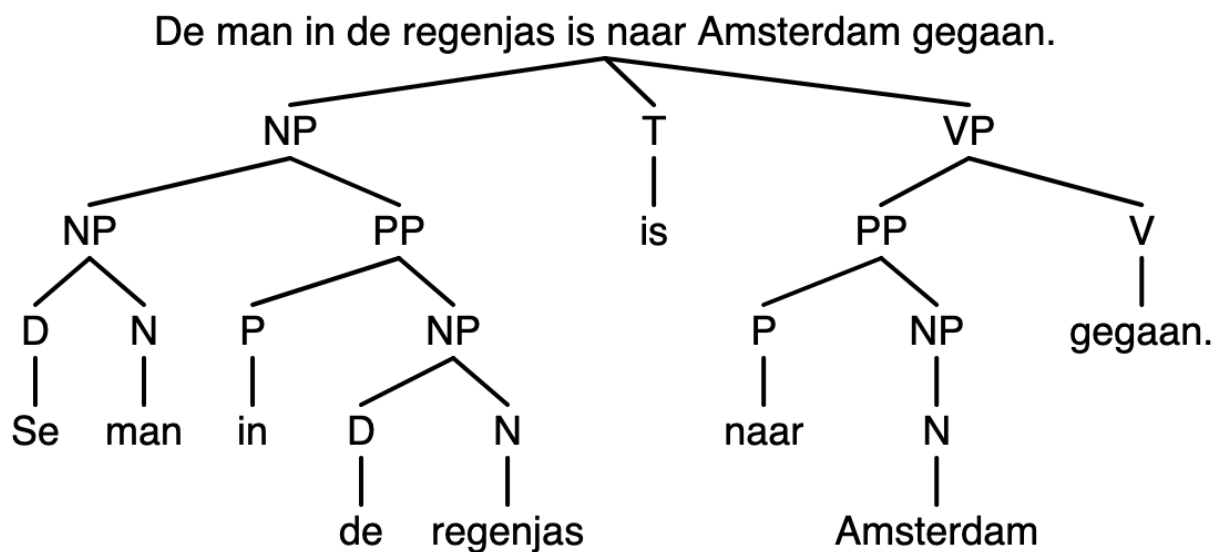 De man in de regenjas is naar Amsterdam gegaan.
NP T VP
NP PP is PP V
D N P NP P NP gegaan.
Se man in D N naar N
de regenjas Amsterdam